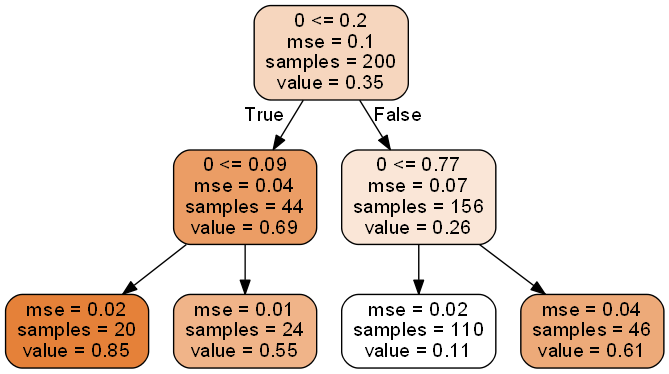 0 <= 0.2
mse = 0.1
samples = 200
value = 0.35
True
False
0 <= 0.09
mse = 0.04
samples = 44
value = 0.69
0 <= 0.77
mse = 0.07
samples = 156
value = 0.26
mse = 0.02
samples = 20
value = 0.85
mse = 0.01
samples = 24
value = 0.55
mse = 0.02
samples = 110
value = 0.11
mse = 0.04
samples = 46
value = 0.61